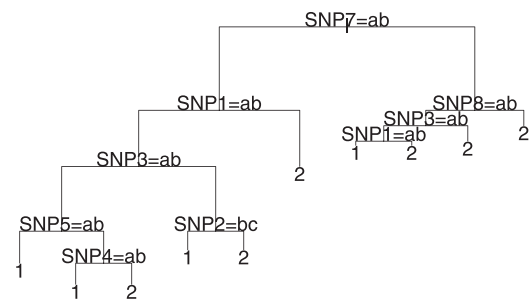 SNP7=ab
SNP1=ab
SNP8=ab
SNP3=ab
SNP1=ab
2
1
2
2
2
SNP3=ab
SNP5=ab
SNP2=bc
1
SNP4=ab
1
2
1
2